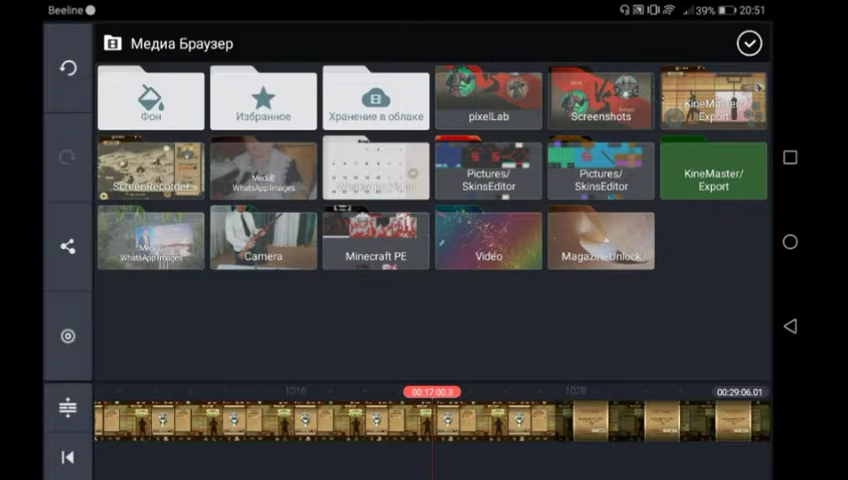 Beeline
39% 20:51
Медиа Браузер
Фон
Избранное
Хранение в облаке
pixelLab
Screenshots
KineMaster/
Export
ScreenRecorder
Media
WhatsApp Images
Pictures/
SkinsEditor
Pictures/
SkinsEditor
KineMaster/
Export
WhatsApp Images
Camera
Minecraft PE
Video
MagazineUnlock
1016
00:17:00.3
1028
00:29:06.01